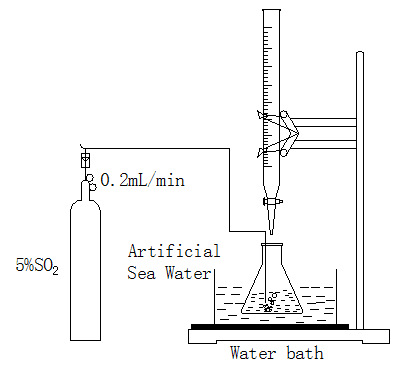 0.2mL/min
Artificial
Sea Water
5%SO₂
Water bath